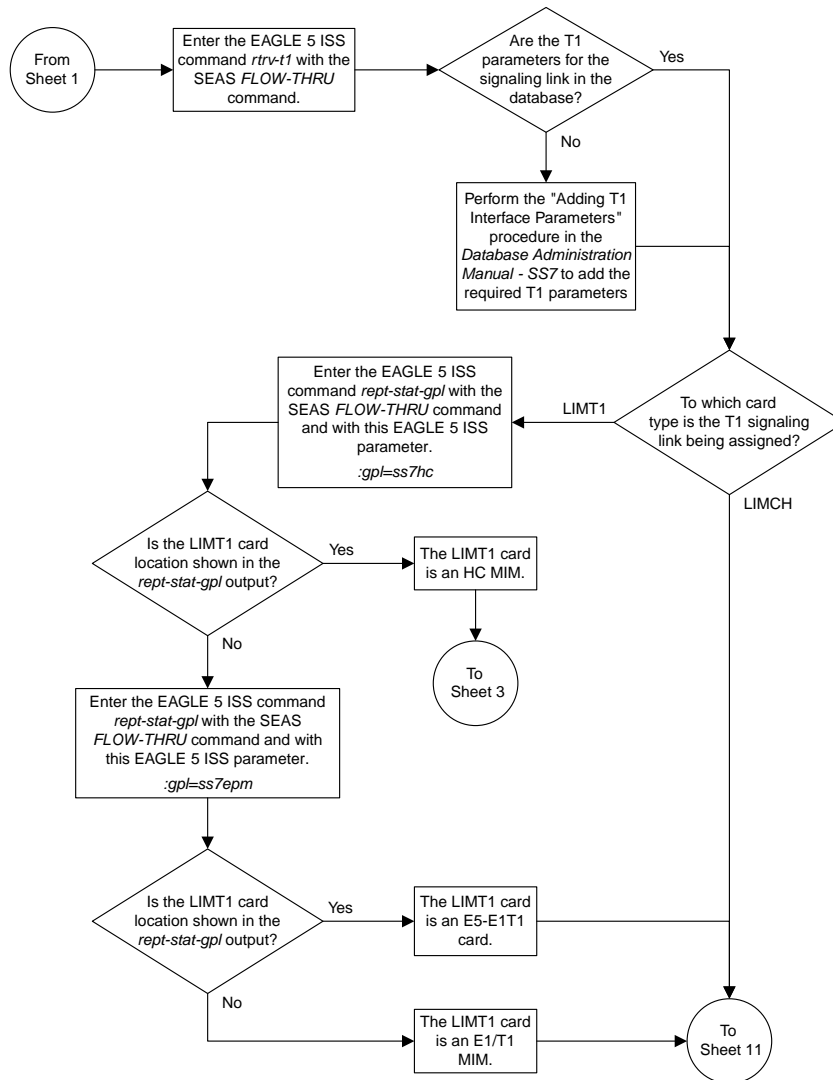 From
Sheet 1
Enter the EAGLE 5 ISS
command rtrv-t1 with the
SEAS FLOW-THRU
command.
Are the T1
parameters for the
signaling link in the
database?
Yes
No
Perform the "Adding T1
Interface Parameters"
procedure in the
Database Administration
Manual - SS7 to add the
required T1 parameters
To which card
type is the T1 signaling
link being assigned?
LIMT1
LIMCH
Enter the EAGLE 5 ISS
command rept-stat-gpl with the
SEAS FLOW-THRU command
and with this EAGLE 5 ISS
parameter.
:gpl=ss7hc
Is the LIMT1 card
location shown in the
rept-stat-gpl output?
Yes
No
The LIMT1 card
is an HC MIM.
To
Sheet 3
Enter the EAGLE 5 ISS command
rept-stat-gpl with the SEAS
FLOW-THRU command and with
this EAGLE 5 ISS parameter.
:gpl=ss7epm
Is the LIMT1 card
location shown in the
rept-stat-gpl output?
Yes
No
The LIMT1 card
is an E5-E1T1
card.
The LIMT1 card
is an E1/T1
MIM.
To
Sheet 11